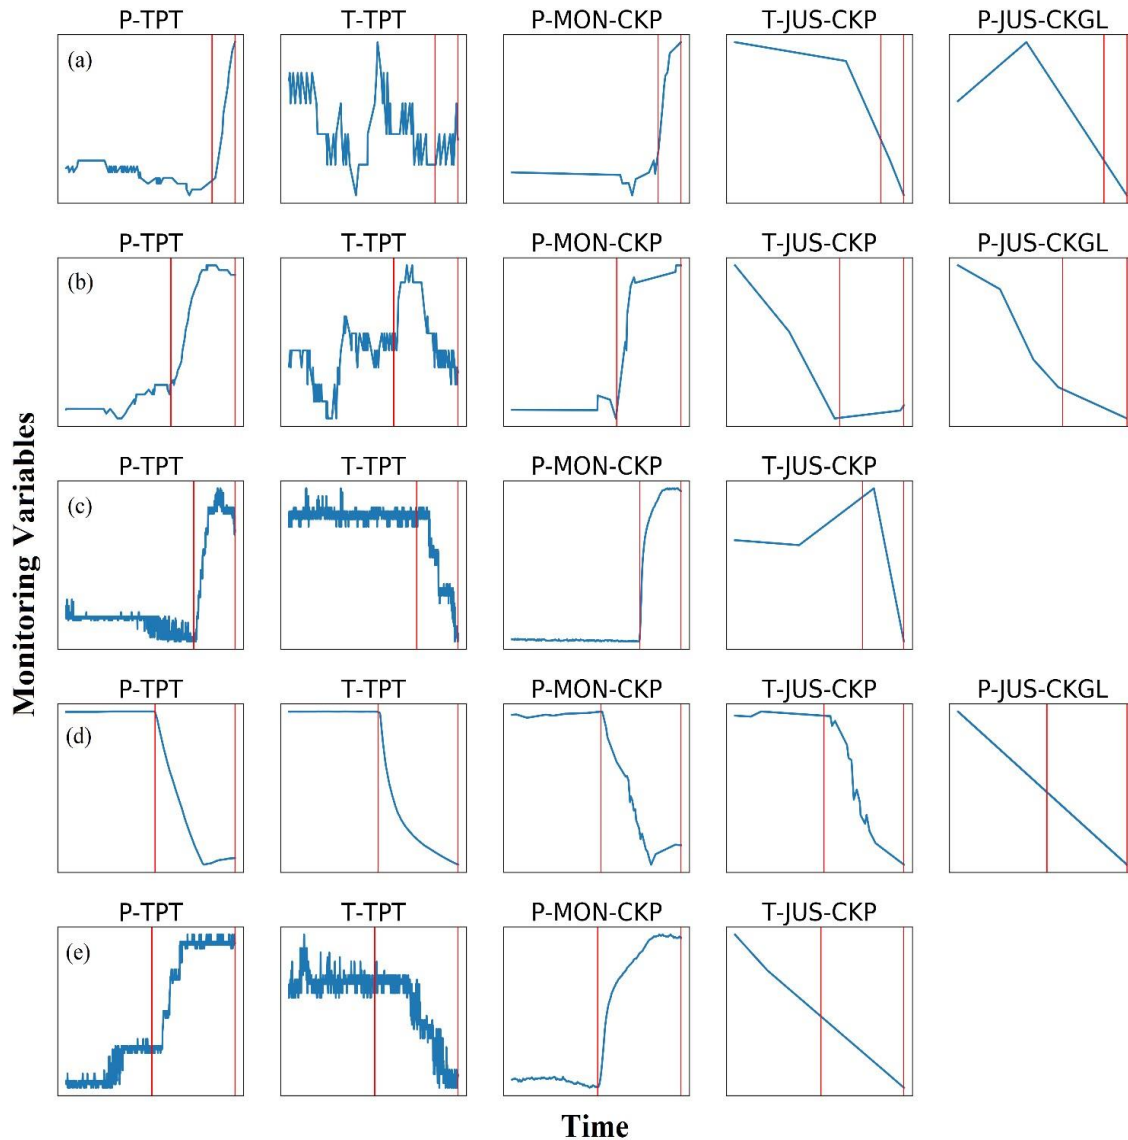 P-TPT T-TPT P-MON-CKP T-JUS-CKP P-JUS-CKGL
(a)
P-TPT T-TPT P-MON-CKP T-JUS-CKP P-JUS-CKGL
(b)
P-TPT T-TPT P-MON-CKP T-JUS-CKP
(c)
P-TPT T-TPT P-MON-CKP T-JUS-CKP P-JUS-CKGL
(d)
P-TPT T-TPT P-MON-CKP T-JUS-CKP
(e)
Monitoring Variables
Time